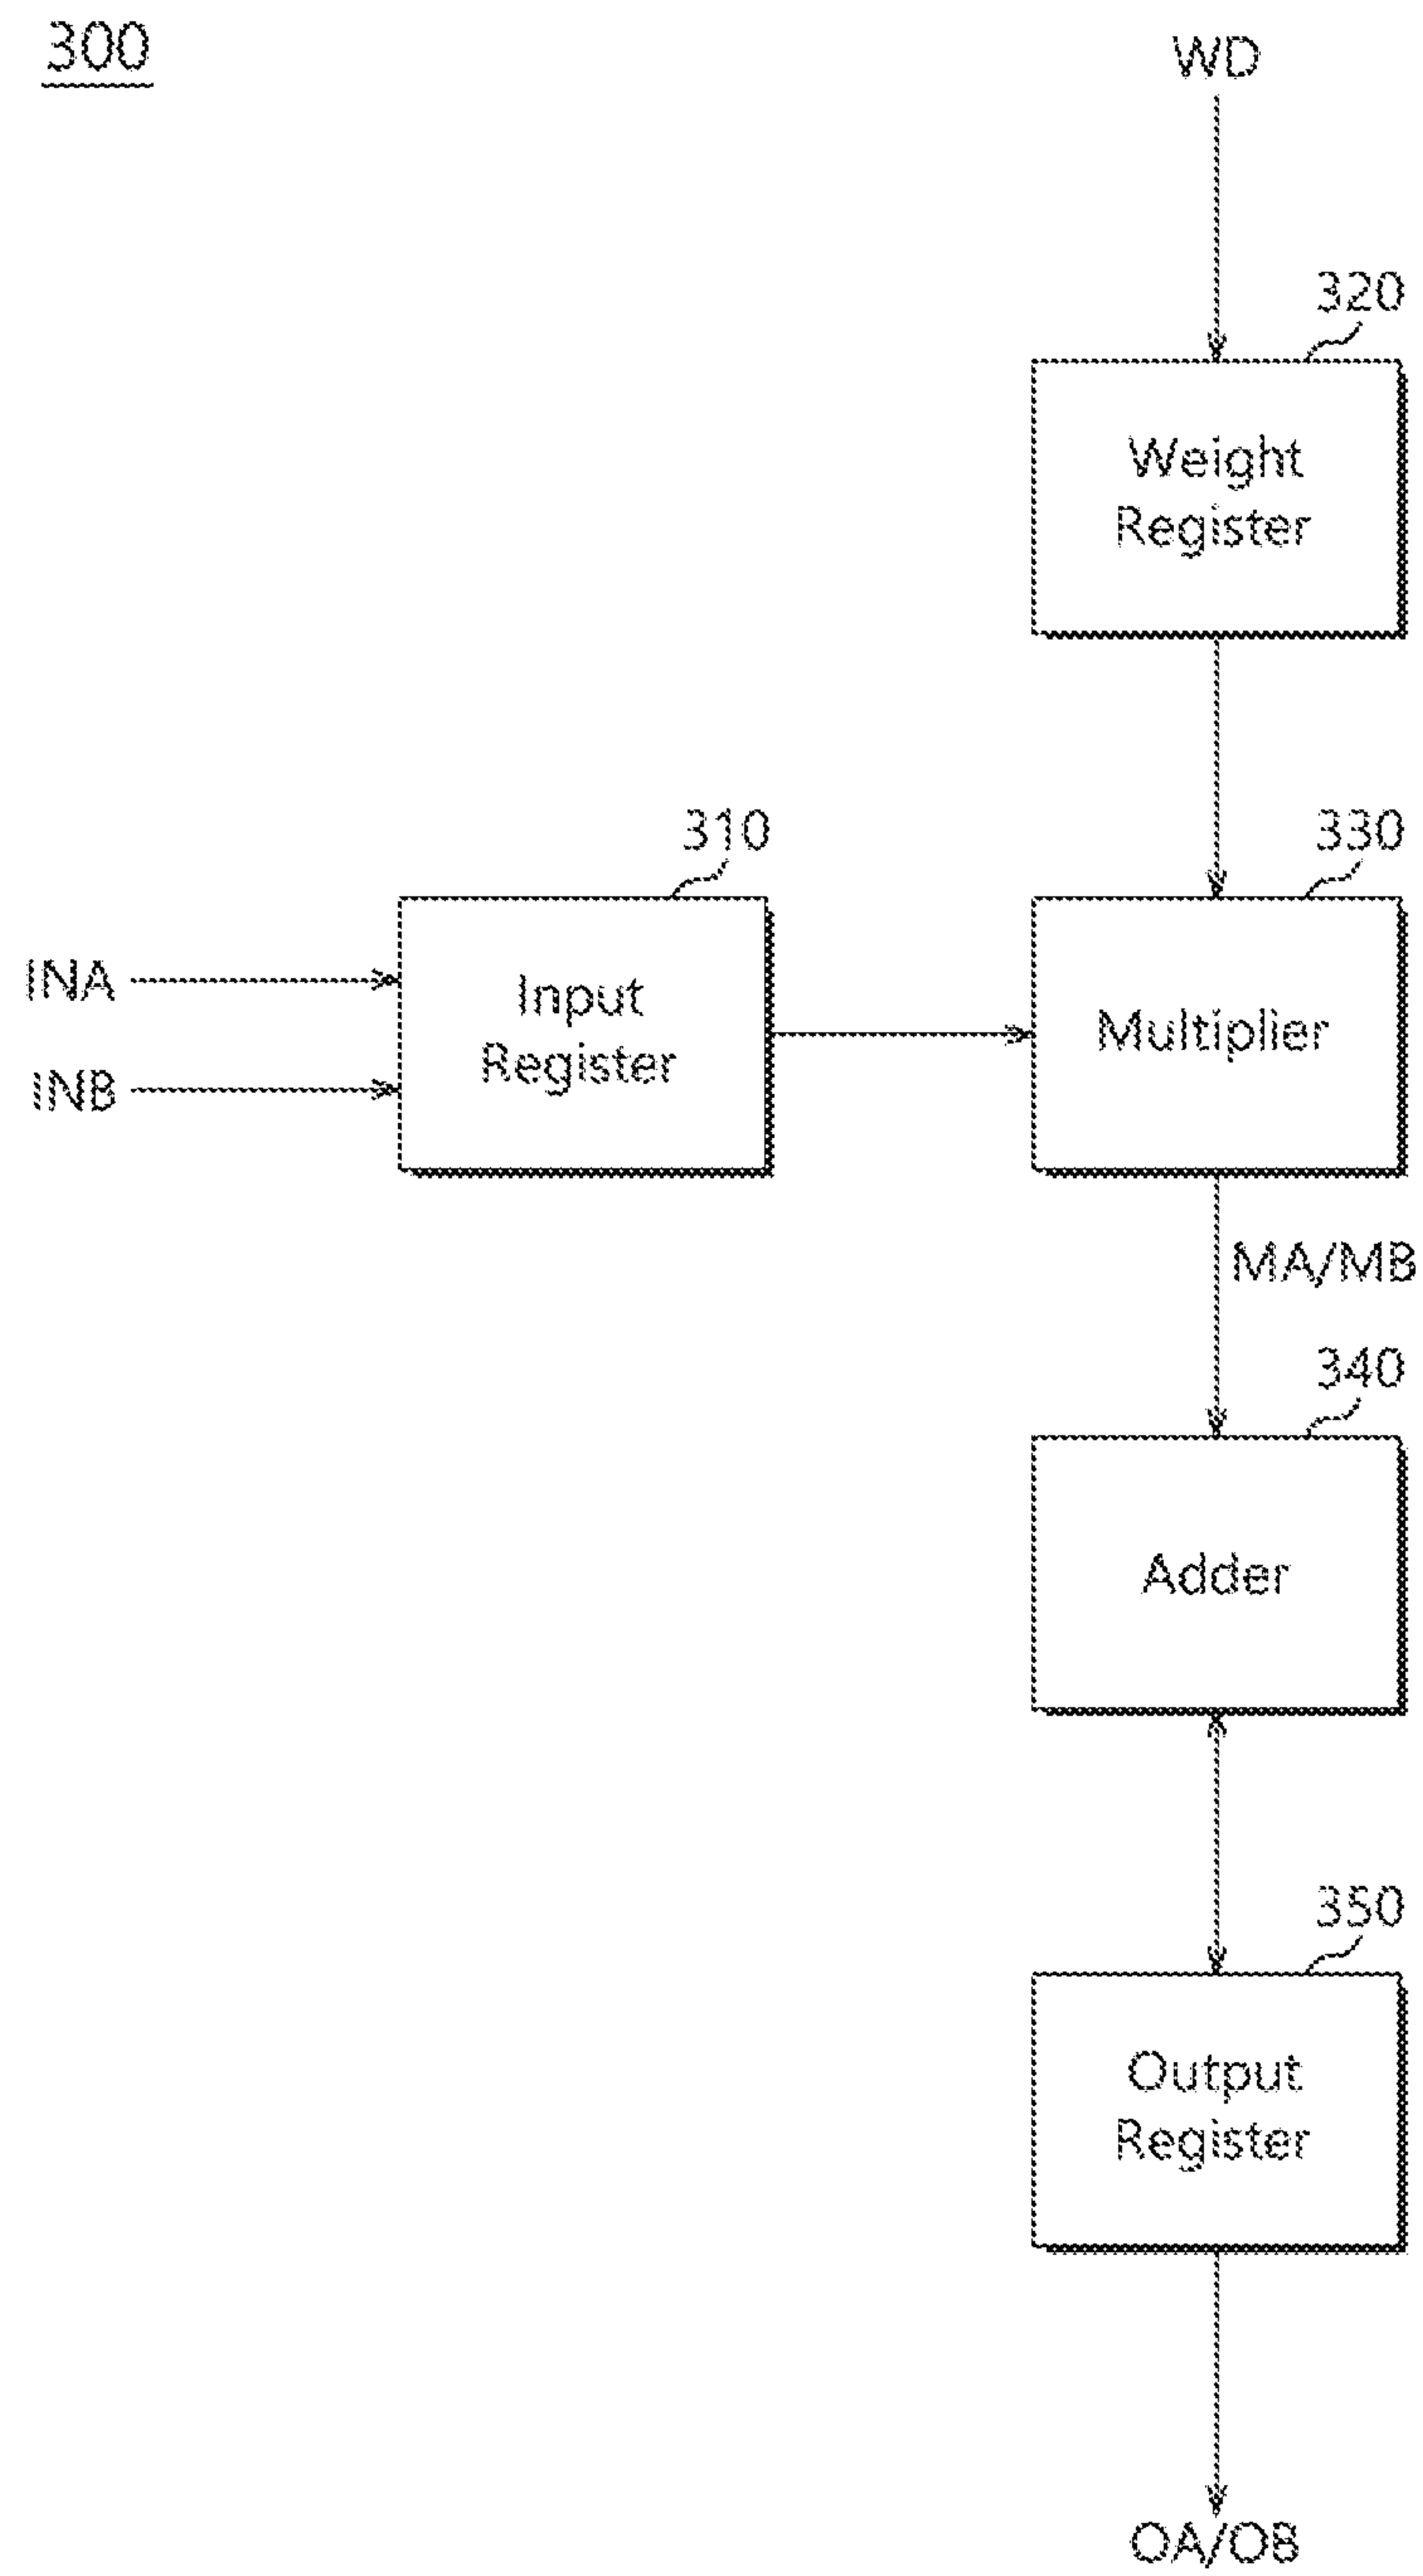 300
WD
320
Weight
Register
310
330
INA
INB
Input
Register
Multiplier
MA/MB
340
Adder
350
Output
Register
OA/OB